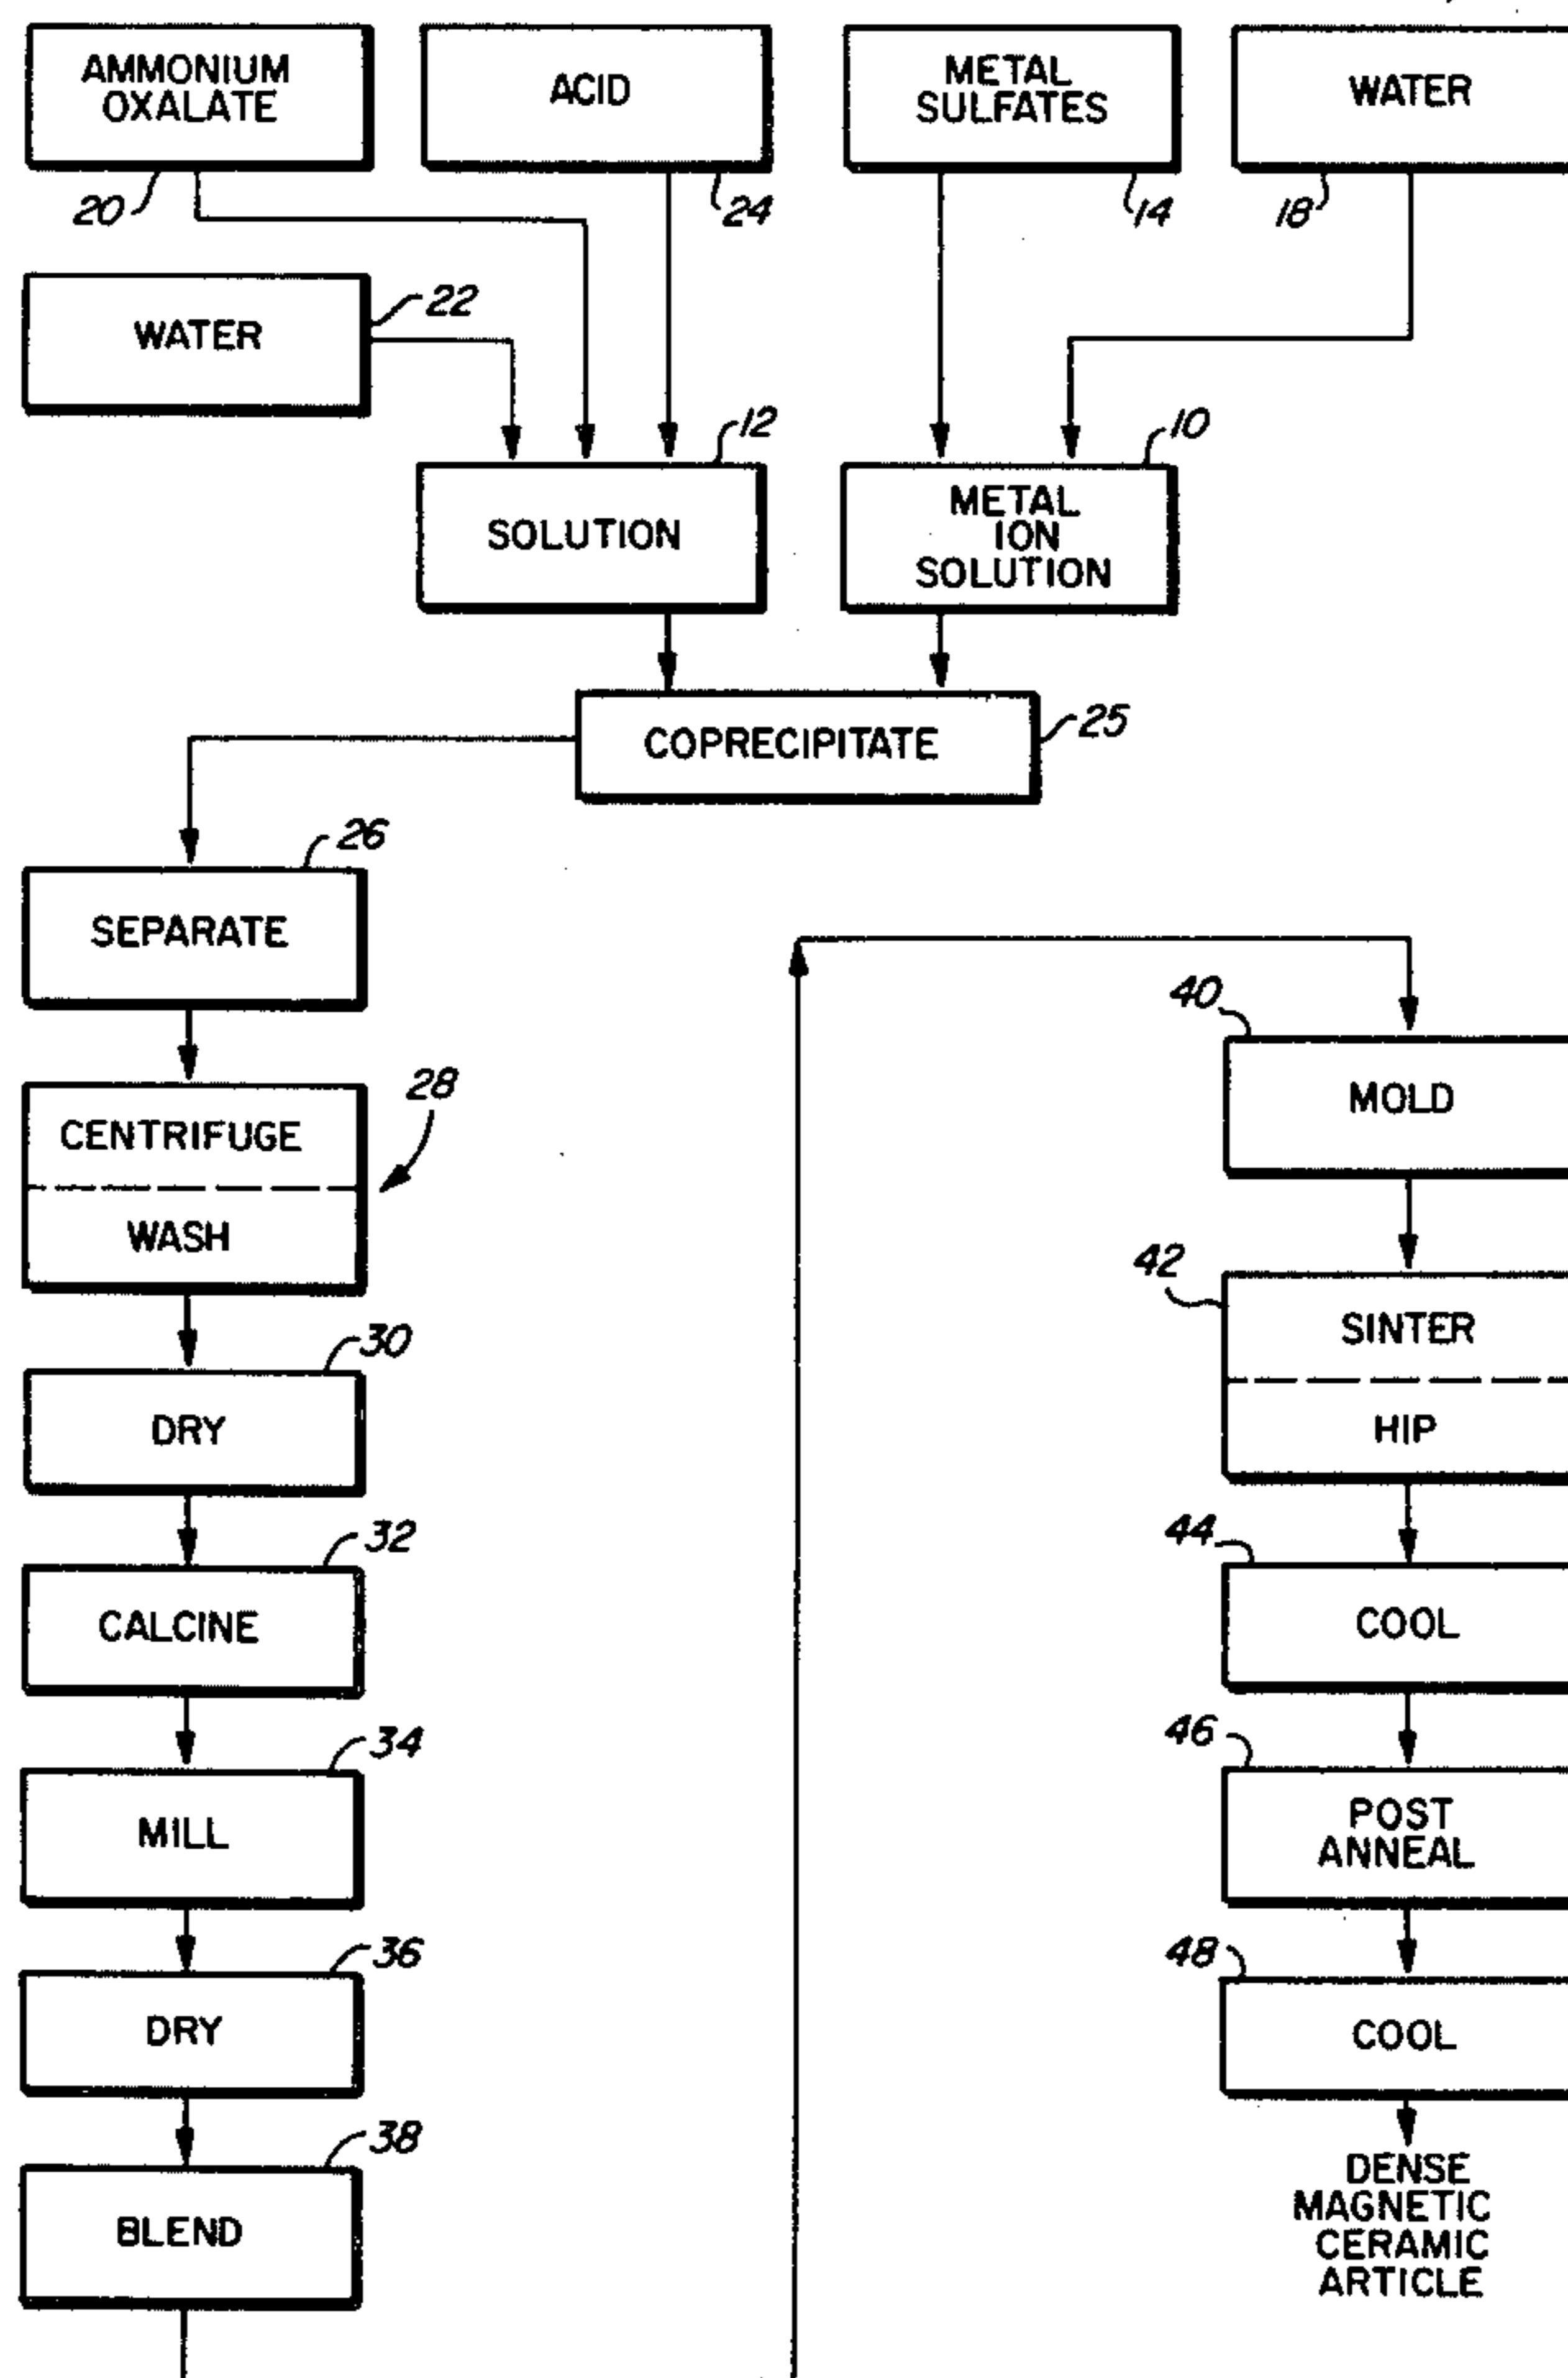 AMMONIUM
OXALATE
ACID
METAL
SULFATES
WATER
20
24
14
18
WATER
22
12
10
SOLUTION
METAL
ION
SOLUTION
COPRECIPITATE
25
26
SEPARATE
28
CENTRIFUGE
WASH
30
DRY
32
CALCINE
34
MILL
36
DRY
38
BLEND
40
MOLD
42
SINTER
HIP
44
COOL
46
POST
ANNEAL
48
COOL
DENSE
MAGNETIC
CERAMIC
ARTICLE